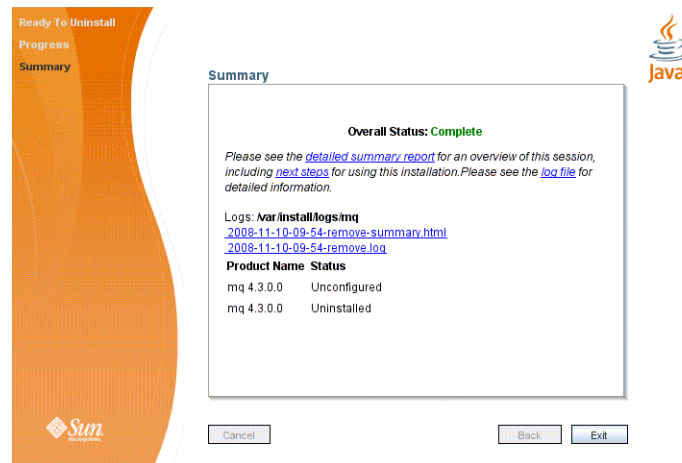 Ready To Uninstall
Progress
Summary
Java
Summary
Overall Status: Complete
Please see the detailed summary report for an overview of this session,
including next steps for using this installation.Please see the log file for
detailed information.
Logs: /var/install/logs/mq
2008-11-10-09-54-remove-summary.html
2008-11-10-09-54-remove.log
Product Name Status
mq 4.3.0.0 Unconfigured
mq 4.3.0.0 Uninstalled
Sun
microsystems
Cancel
Back
Exit